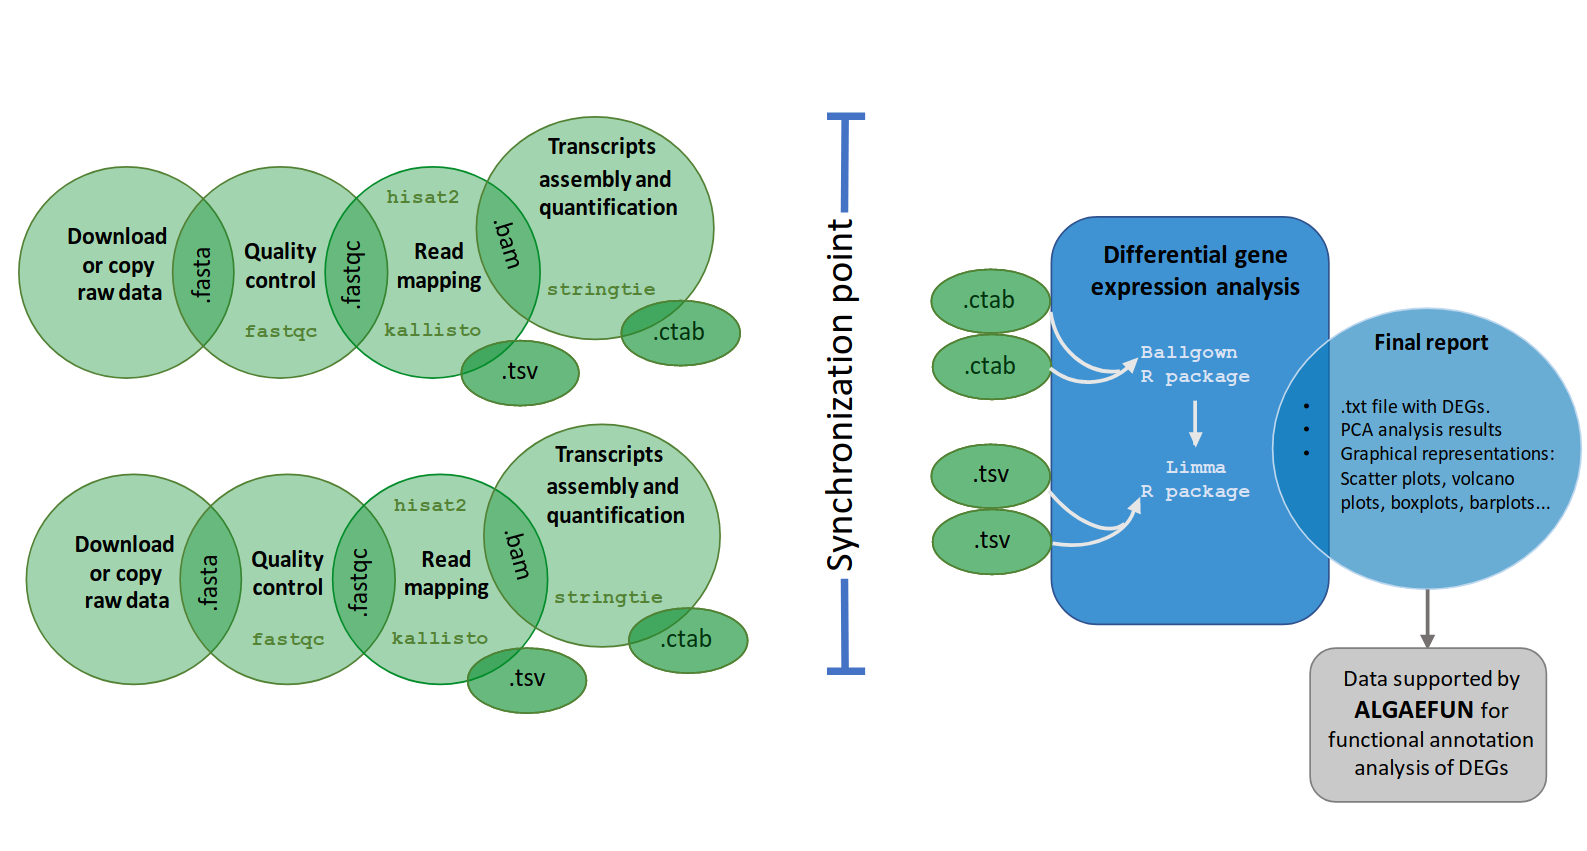 Download
or copy
raw data
.fasta
Quality
control
fastqc
.fastqc
hisat2
Read
mapping
kallisto
.bam
Transcripts
assembly and
quantification
stringtie
.ctab
.tsv
Download
or copy
raw data
.fasta
Quality
control
fastqc
.fastqc
hisat2
Read
mapping
kallisto
.bam
Transcripts
assembly and
quantification
stringtie
.ctab
.tsv
Synchronization point
.ctab
.ctab
.tsv
.tsv
Differential gene
expression analysis
Ballgown
R package
Limma
R package
Final report
• .txt file with DEGs.
• PCA analysis results
• Graphical representations:
Scatter plots, volcano
plots, boxplots, barplots...
Data supported by
ALGAEFUN for
functional annotation
analysis of DEGs